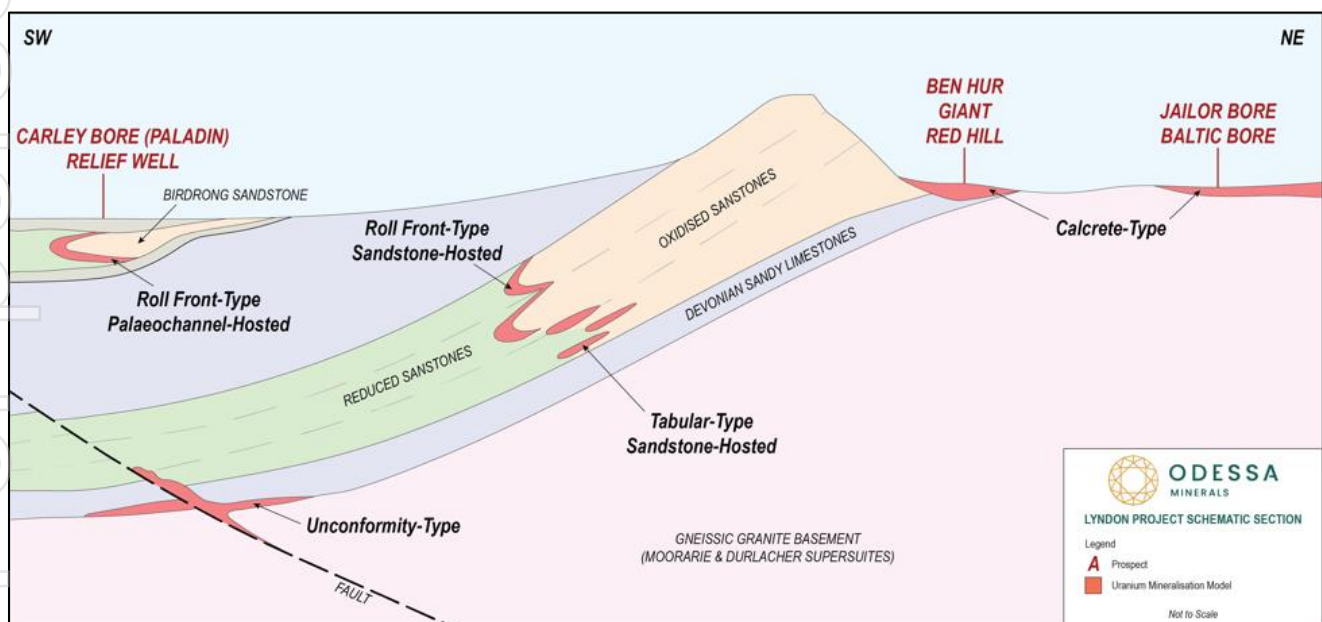 SW
NE
CARLEY BORE (PALADIN)
RELIEF WELL
BIRDRONG SANDSTONE
BEN HUR
GIANT
RED HILL
JAILOR BORE
BALTIC BORE
Roll Front-Type
Sandstone-Hosted
OXIDISED SANSTONES
Calcrete-Type
Roll Front-Type
Palaeochannel-Hosted
DEVONIAN SANDY LIMESTONES
REDUCED SANSTONES
Tabular-Type
Sandstone-Hosted
Unconformity-Type
GNEISSIC GRANITE BASEMENT
(MOORARIE & DURLACHER SUPERSUITES)
FAULT
ODESSA
MINERALS
LYNDON PROJECT SCHEMATIC SECTION
Legend
A Prospect
Uranium Mineralisation Model
Not to Scale